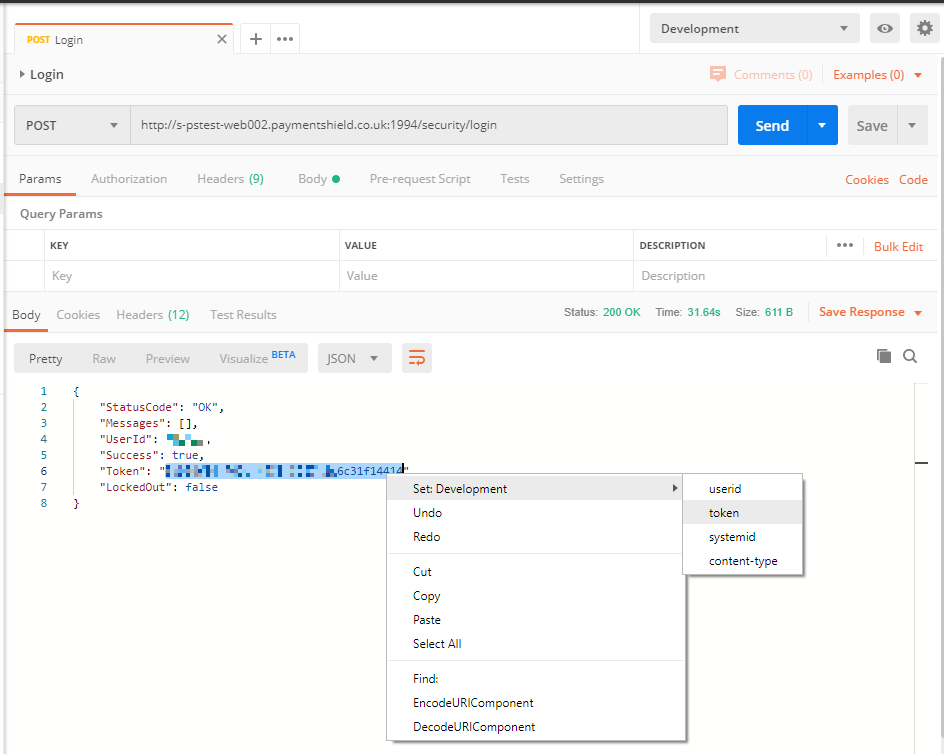 POST Login
Development
Login
Comments (0) Examples (0)
POST http://s-pstest-web002.paymentshield.co.uk:1994/security/login Send Save
Params Authorization Headers (9) Body Pre-request Script Tests Settings Cookies Code
Query Params
KEY VALUE DESCRIPTION Bulk Edit
Key Value Description
Body Cookies Headers (12) Test Results Status: 200 OK Time: 31.64s Size: 611 B Save Response
Pretty Raw Preview Visualize BETA JSON
1 {
2 "StatusCode": "OK",
3 "Messages": [],
4 "UserId": ,
5 "Success": true,
6 "Token": "6c31f14414"
7 "LockedOut": false
8 }
Set: Development
Undo
Redo
Cut
Copy
Paste
Select All
Find:
EncodeURIComponent
DecodeURIComponent
userid
token
systemid
content-type